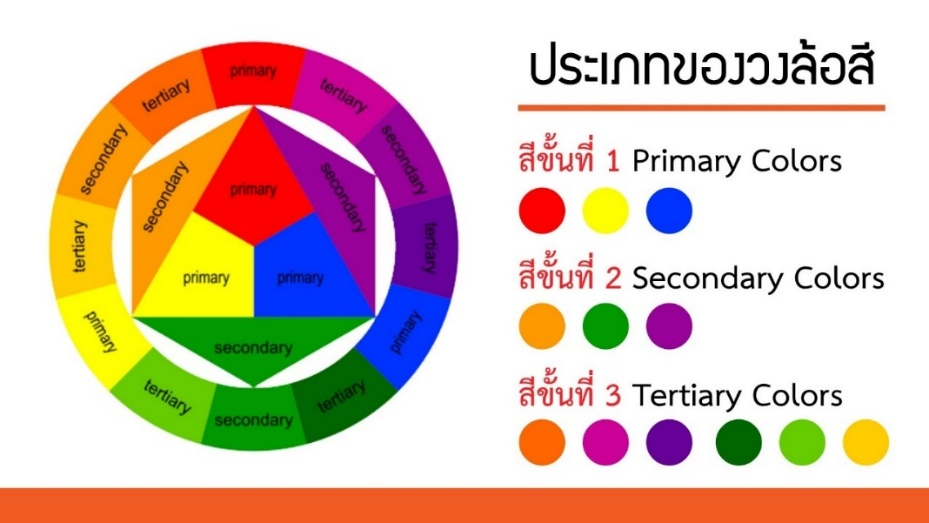 ประเภทของวงล้อสี
สีขั้นที่ 1 Primary Colors
สีขั้นที่ 2 Secondary Colors
สีขั้นที่ 3 Tertiary Colors
primary
tertiary
secondary
tertiary
primary
tertiary
secondary
tertiary
primary
tertiary
secondary
tertiary
primary
secondary
secondary
primary
primary
secondary